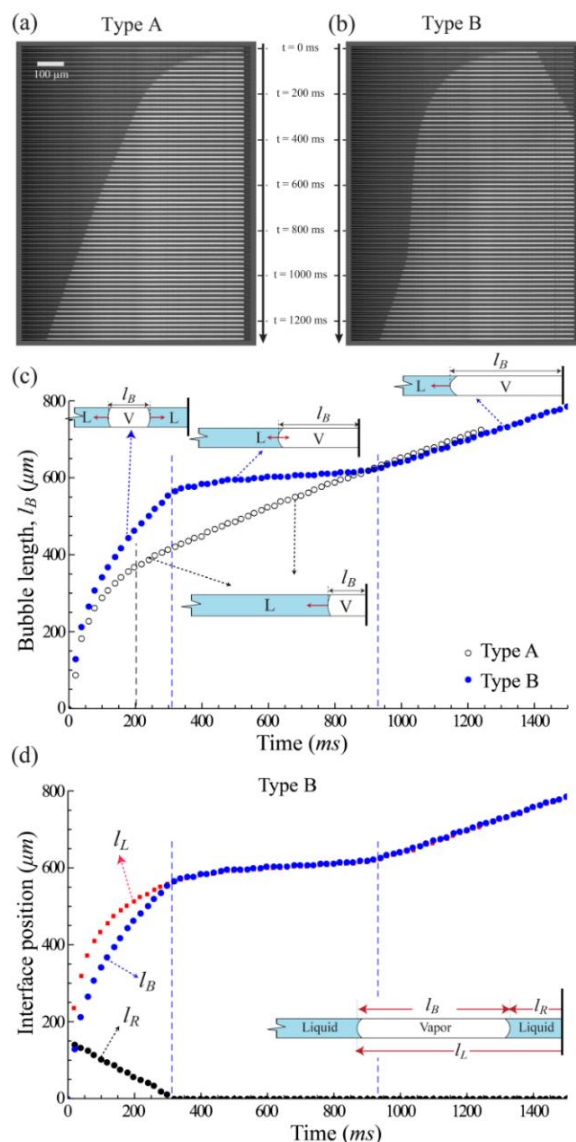 Type A
Type B
(a)
(b)
100 µm
t = 0 ms
t = 200 ms
t = 400 ms
t = 600 ms
t = 800 ms
t = 1000 ms
t = 1200 ms
(c)
800
600
400
200
0
Bubble length, l_B (µm)
l_B
L V L
l_B
L V
l_B
L V
l_B
L V
Type A
Type B
0 200 400 600 800 1000 1200 1400
Time (ms)
(d)
Type B
800
600
400
200
0
Interface position (µm)
l_L
l_B
l_R
l_B l_R
Liquid Vapor Liquid
l_L
0 200 400 600 800 1000 1200 1400
Time (ms)